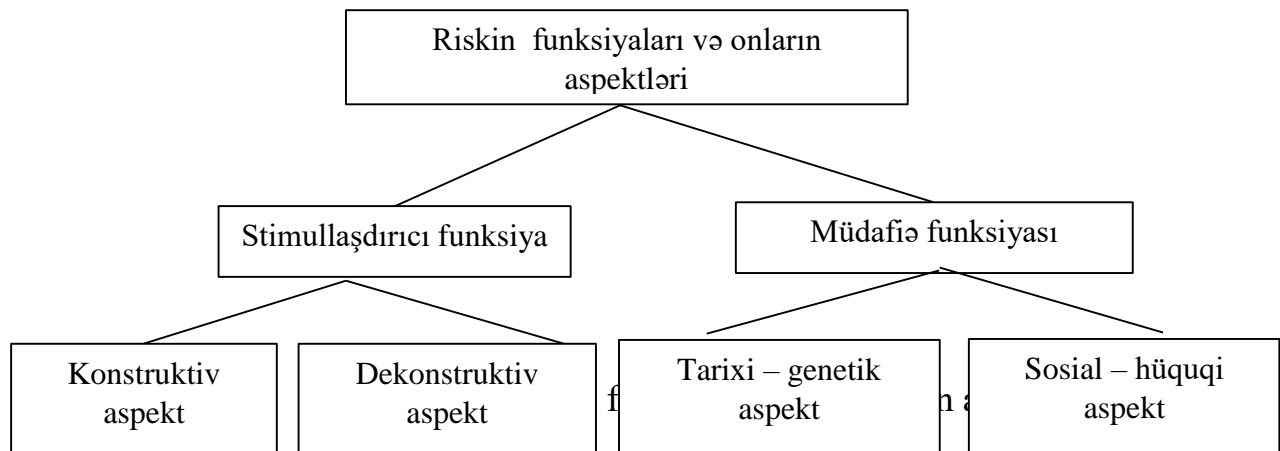 Riskin funksiyaları və onların
aspektləri
Stimullaşdırıcı funksiya
Müdafiə funksiyası
Konstruktiv
aspekt
Dekonstruktiv
aspekt
Tarixi – genetik
aspekt
Sosial – hüquqi
aspekt